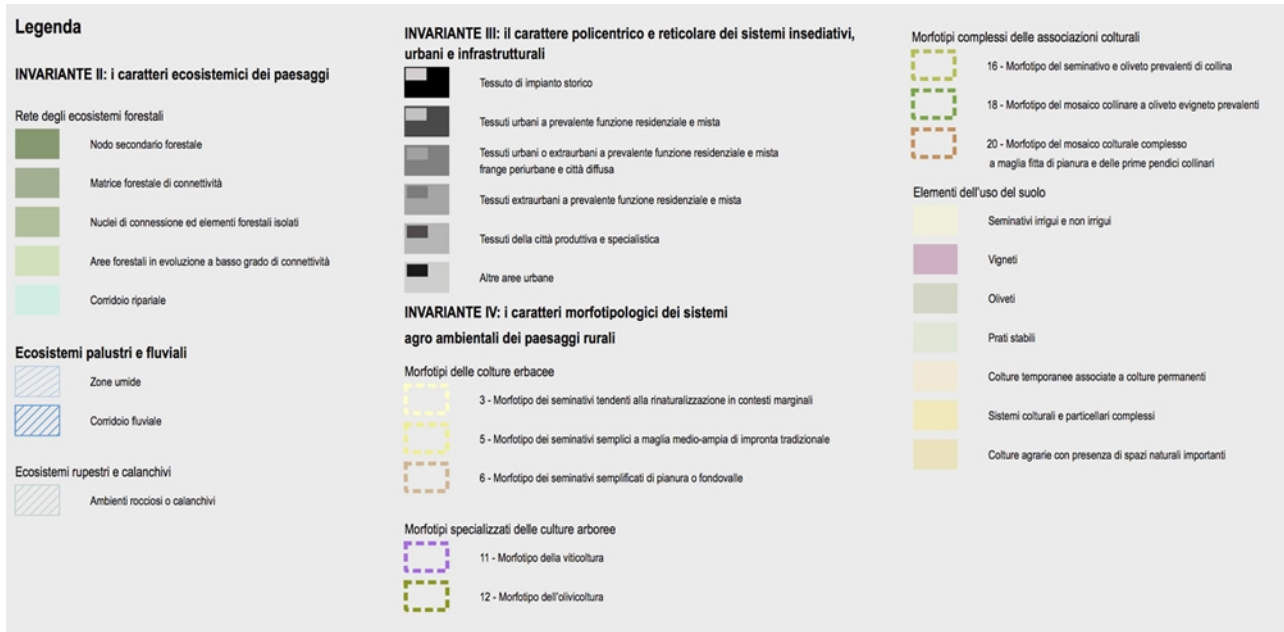 Legenda
INVARIANTE II: i caratteri ecosistemici dei paesaggi
Rete degli ecosistemi forestali
Nodo secondario forestale
Matrice forestale di connettività
Nuclei di connessione ed elementi forestali isolati
Aree forestali in evoluzione a basso grado di connettività
Corridoio ripariale
Ecosistemi palustri e fluviali
Zone umide
Corridoio fluviale
Ecosistemi rupestri e calanchivi
Ambienti rocciosi o calanchivi
INVARIANTE III: il carattere policentrico e reticolare dei sistemi insediativi,
urbani e infrastrutturali
Tessuto di impianto storico
Tessuti urbani a prevalente funzione residenziale e mista
Tessuti urbani o extraurbani a prevalente funzione residenziale e mista
frange periurbane e città diffusa
Tessuti extraurbani a prevalente funzione residenziale e mista
Tessuti della città produttiva e specialistica
Altre aree urbane
INVARIANTE IV: i caratteri morfotipologici dei sistemi
agro ambientali dei paesaggi rurali
Morfotipi delle colture erbacee
3 - Morfotipo dei seminativi tendenti alla rinaturalizzazione in contesti marginali
5 - Morfotipo dei seminativi semplici a maglia medio-ampia di impronta tradizionale
6 - Morfotipo dei seminativi semplificati di pianura o fondovalle
Morfotipi specializzati delle culture arboree
11 - Morfotipo della viticoltura
12 - Morfotipo dell'olivicoltura
Morfotipi complessi delle associazioni colturali
16 - Morfotipo del seminativo e oliveto prevalenti di collina
18 - Morfotipo del mosaico collinare a oliveto evigneto prevalenti
20 - Morfotipo del mosaico colturale complesso
a maglia fitta di pianura e delle prime pendici collinari
Elementi dell'uso del suolo
Seminativi irrigui e non irrigui
Vigneti
Oliveti
Prati stabili
Colture temporanee associate a colture permanenti
Sistemi colturali e particellari complessi
Colture agrarie con presenza di spazi naturali importanti